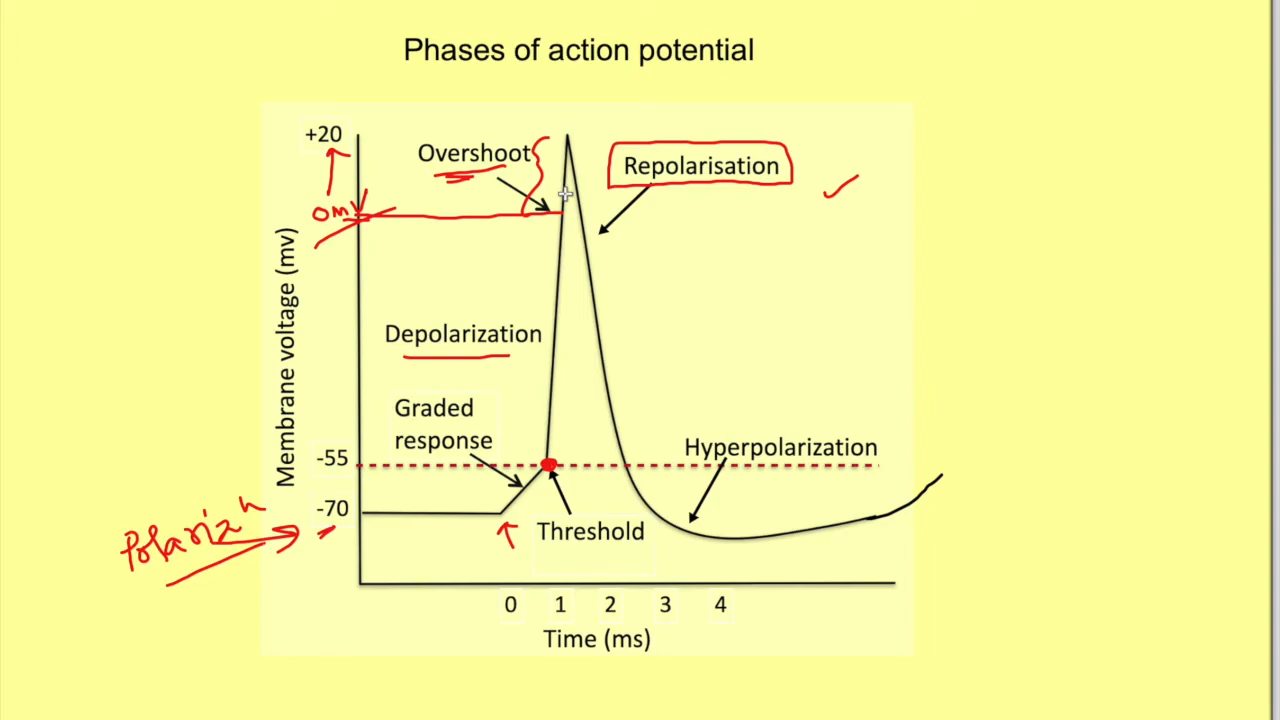 Phases of action potential
+20
Overshoot
Repolarisation
0mV
Membrane voltage (mv)
Depolarization
Graded
response
-55
Hyperpolarization
-70
Polarizn
Threshold
0 1 2 3 4
Time (ms)